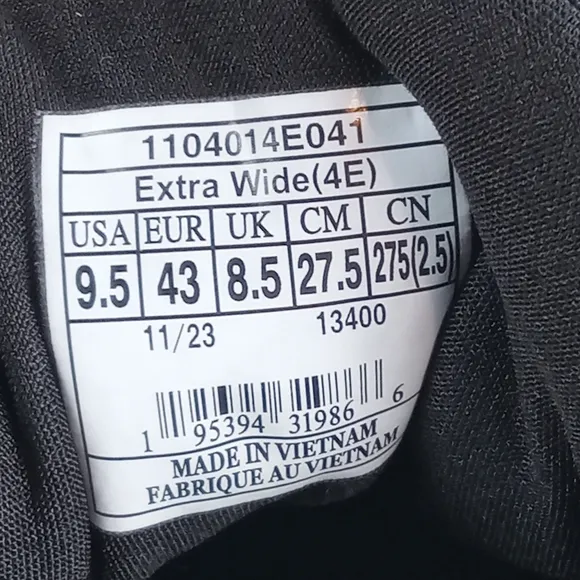 1104014E041
Extra Wide(4E)
USA EUR UK CM CN
9.5 43 8.5 27.5 275(2.5)
11/23 13400
1 95394 31986 6
MADE IN VIETNAM
FABRIQUE AU VIETNAM